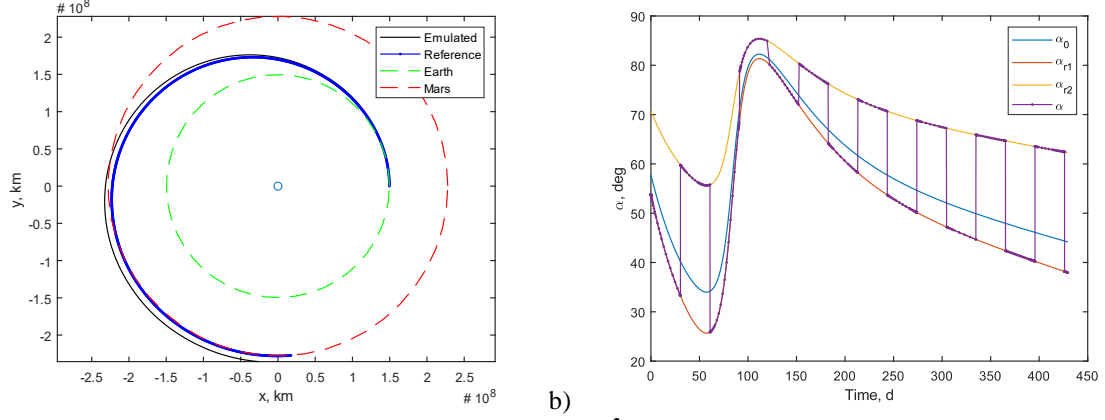 # 10^8
2
1.5
1
0.5
0
-0.5
-1
-1.5
-2
y, km
-2.5 -2 -1.5 -1 -0.5 0 0.5 1 1.5 2 2.5
x, km
# 10^8
Emulated
Reference
Earth
Mars
b)
90
80
70
60
50
40
30
20
α, deg
0 50 100 150 200 250 300 350 400 450
Time, d
α_0
α_r1
α_r2
α